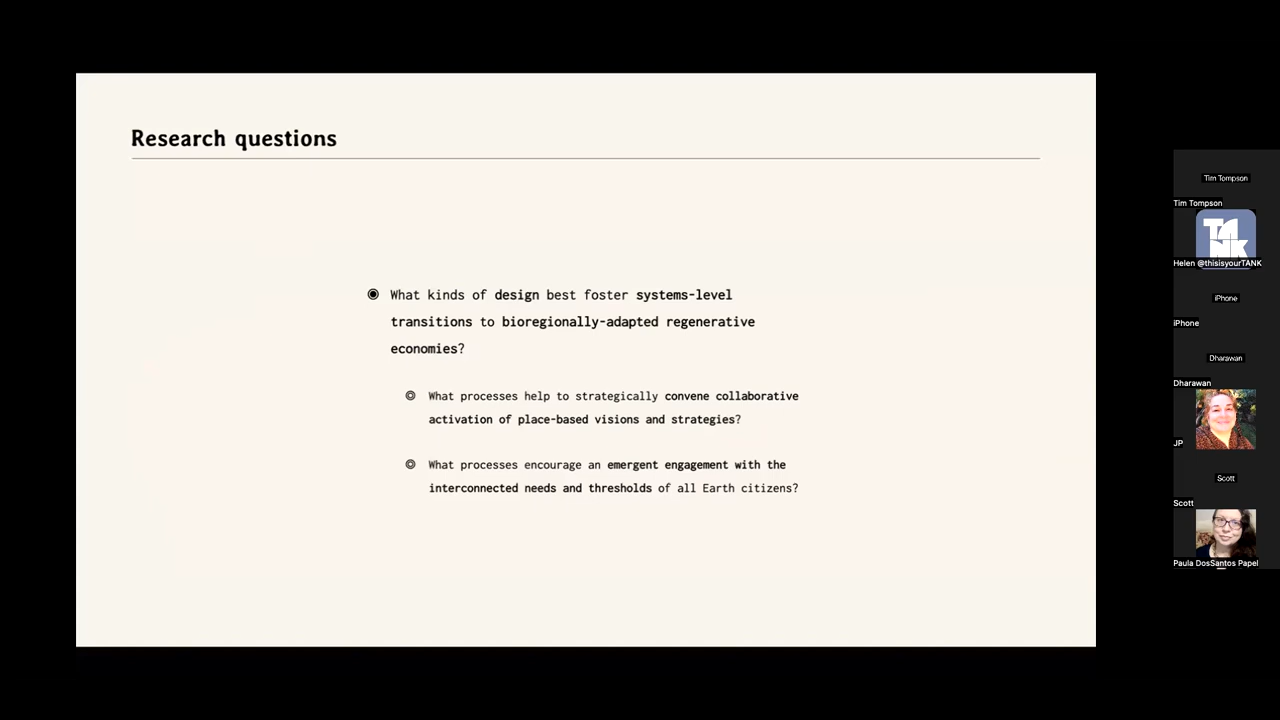 Research questions
What kinds of design best foster systems-level
transitions to bioregionally-adapted regenerative
economies?
What processes help to strategically convene collaborative
activation of place-based visions and strategies?
What processes encourage an emergent engagement with the
interconnected needs and thresholds of all Earth citizens?
Tim Tompson
Tim Tompson
TANK
Helen @thisisyourTANK
iPhone
iPhone
Dharawan
Dharawan
JP
Scott
Scott
Paula DosSantos Papel